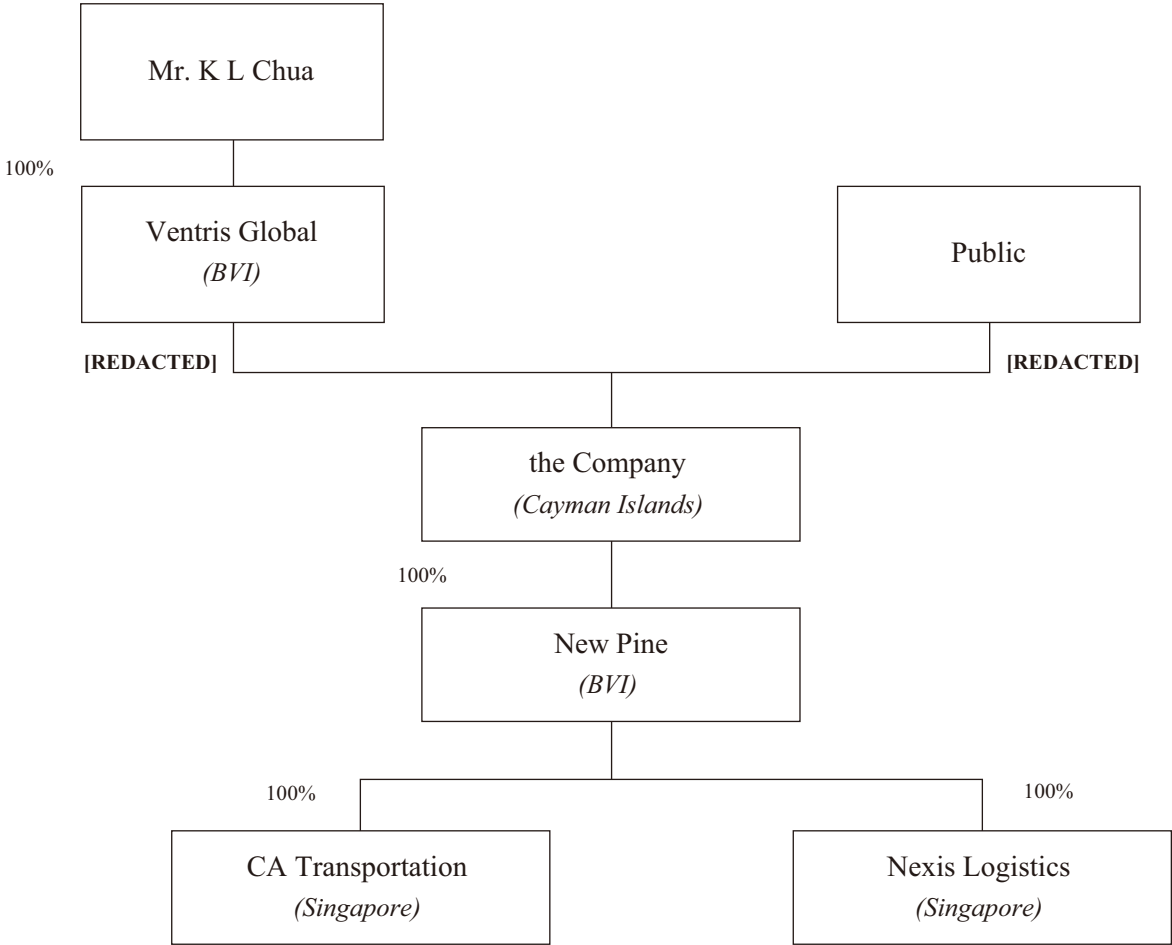 Mr. K L Chua
100%
Ventris Global
(BVI)
Public
[REDACTED]
[REDACTED]
the Company
(Cayman Islands)
100%
New Pine
(BVI)
100%
100%
CA Transportation
(Singapore)
Nexis Logistics
(Singapore)